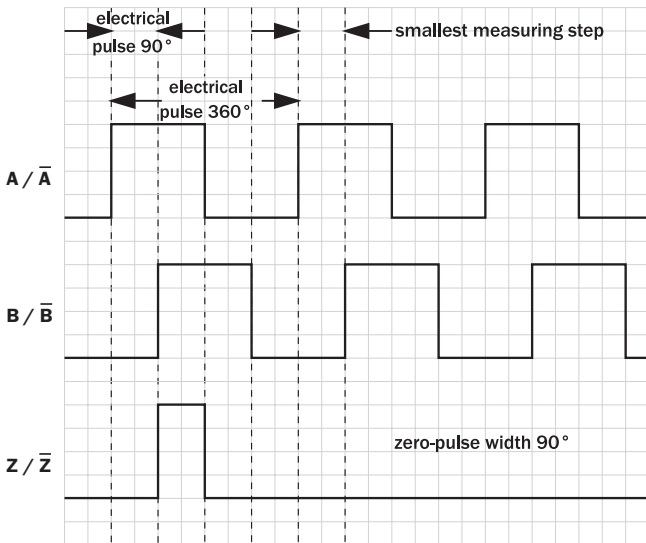 electrical
pulse 90°
smallest measuring step
electrical
pulse 360°
A / A̅
B / B̅
Z / Z̅
zero-pulse width 90°